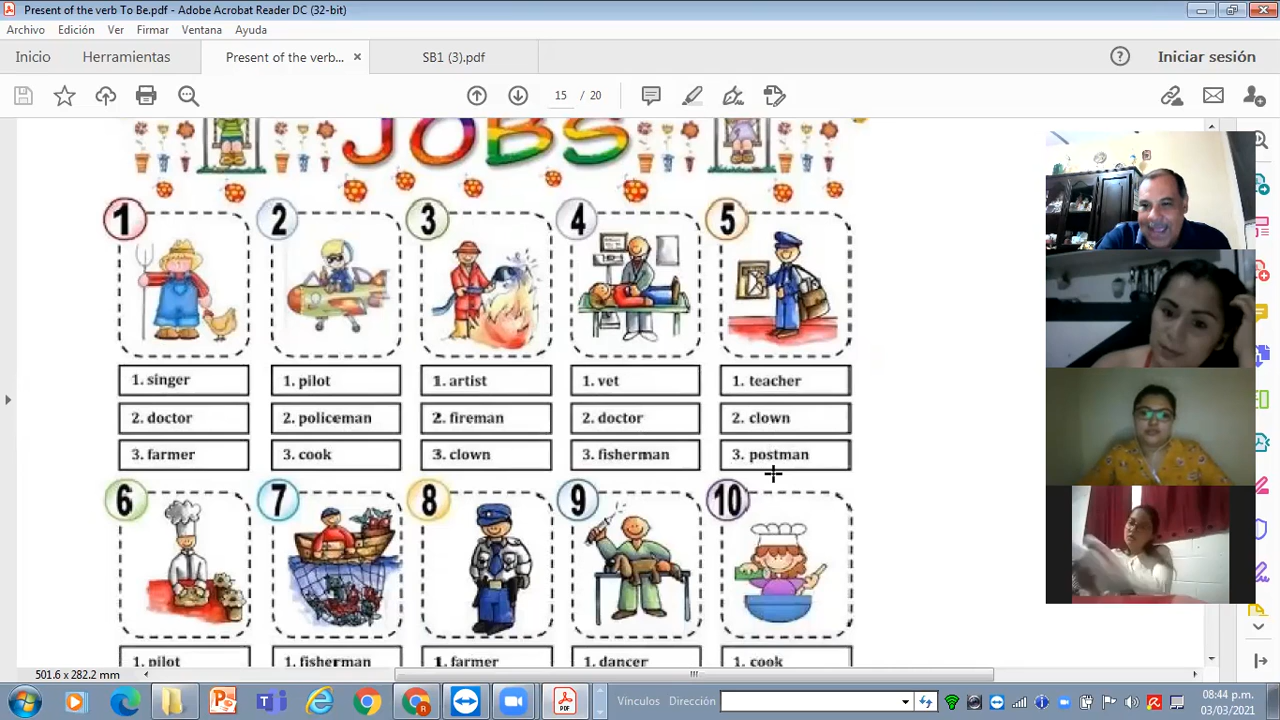 Present of the verb To Be.pdf - Adobe Acrobat Reader DC (32-bit)
Archivo Edición Ver Firmar Ventana Ayuda
Inicio Herramientas Present of the verb... × SB1 (3).pdf ? Iniciar sesión
15 / 20
JOBS
1 2 3 4 5
1. singer 1. pilot 1. artist 1. vet 1. teacher
2. doctor 2. policeman 2. fireman 2. doctor 2. clown
3. farmer 3. cook 3. clown 3. fisherman 3. postman
6 7 8 9 10
1. pilot 1. fisherman 1. farmer 1. dancer 1. cook
501.6 x 282.2 mm
Vínculos Dirección 08:44 p.m.
03/03/2021